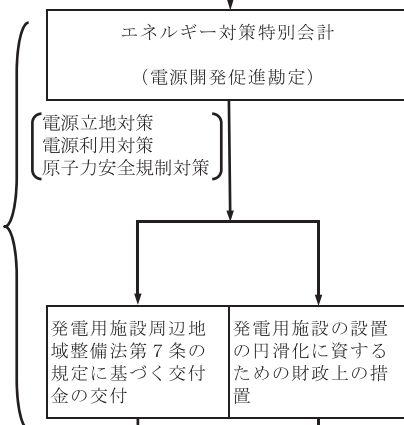 エネルギー対策特別会計
（電源開発促進勘定）
電源立地対策
電源利用対策
原子力安全規制対策
発電用施設周辺地
域整備法第７条の
規定に基づく交付
金の交付
発電用施設の設置
の円滑化に資する
ための財政上の措
置